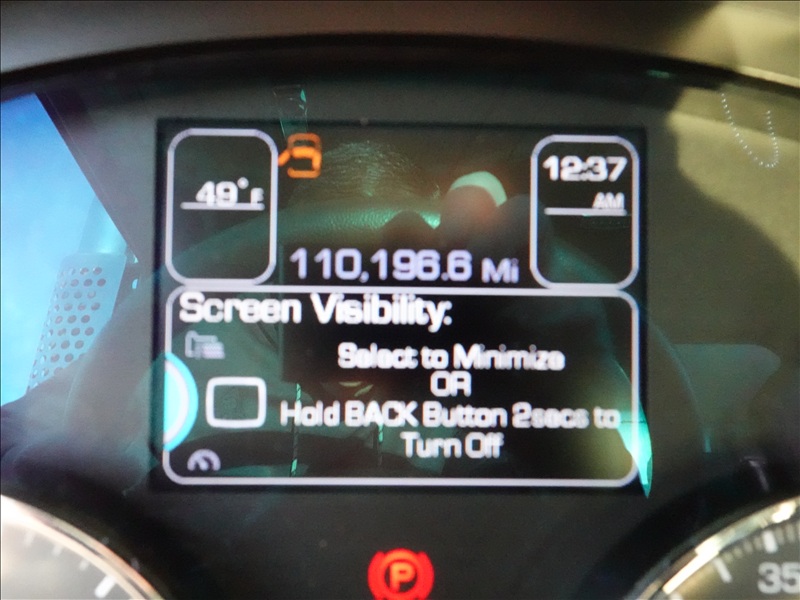 49°F
12:37
AM
110,196.6 Mi
Screen Visibility:
Select to Minimize
OR
Hold BACK Button 2secs to
Turn Off
P
35